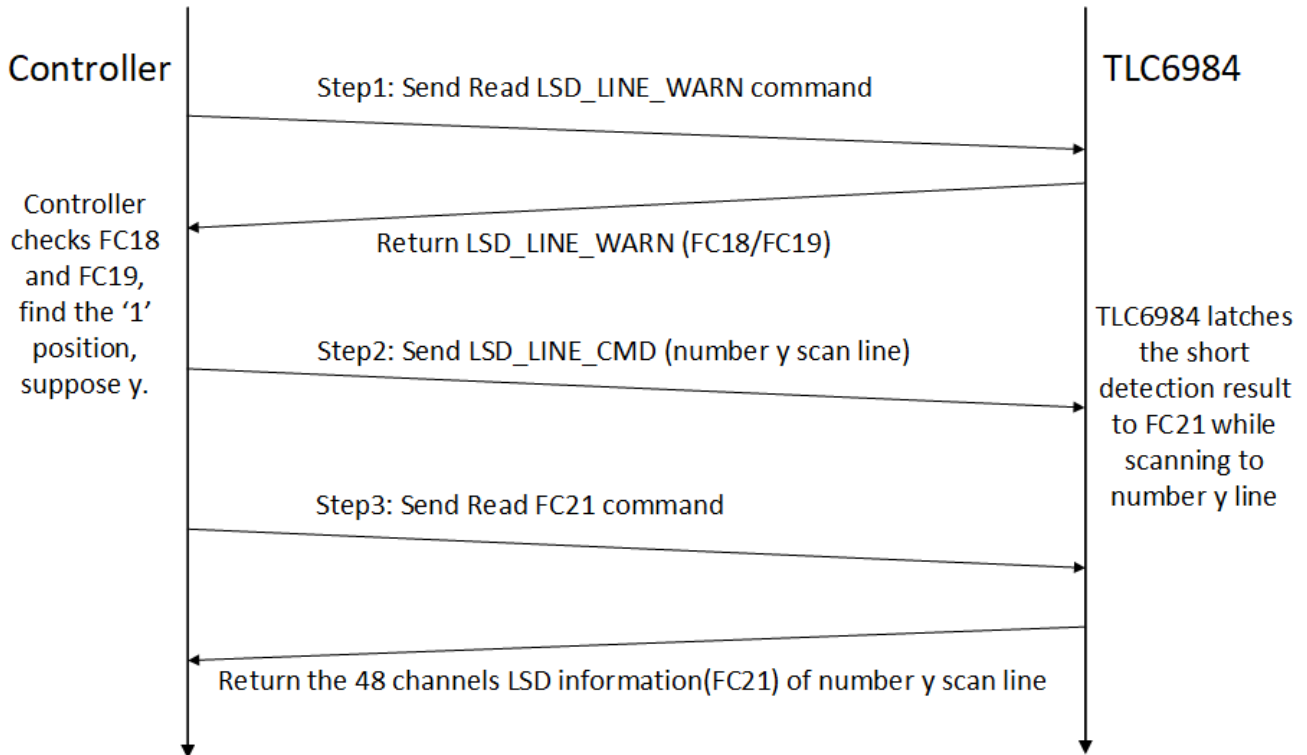 Controller
TLC6984
Step1: Send Read LSD_LINE_WARN command
Return LSD_LINE_WARN (FC18/FC19)
Controller
checks FC18
and FC19,
find the ‘1’
position,
suppose y.
Step2: Send LSD_LINE_CMD (number y scan line)
TLC6984 latches
the short
detection result
to FC21 while
scanning to
number y line
Step3: Send Read FC21 command
Return the 48 channels LSD information(FC21) of number y scan line